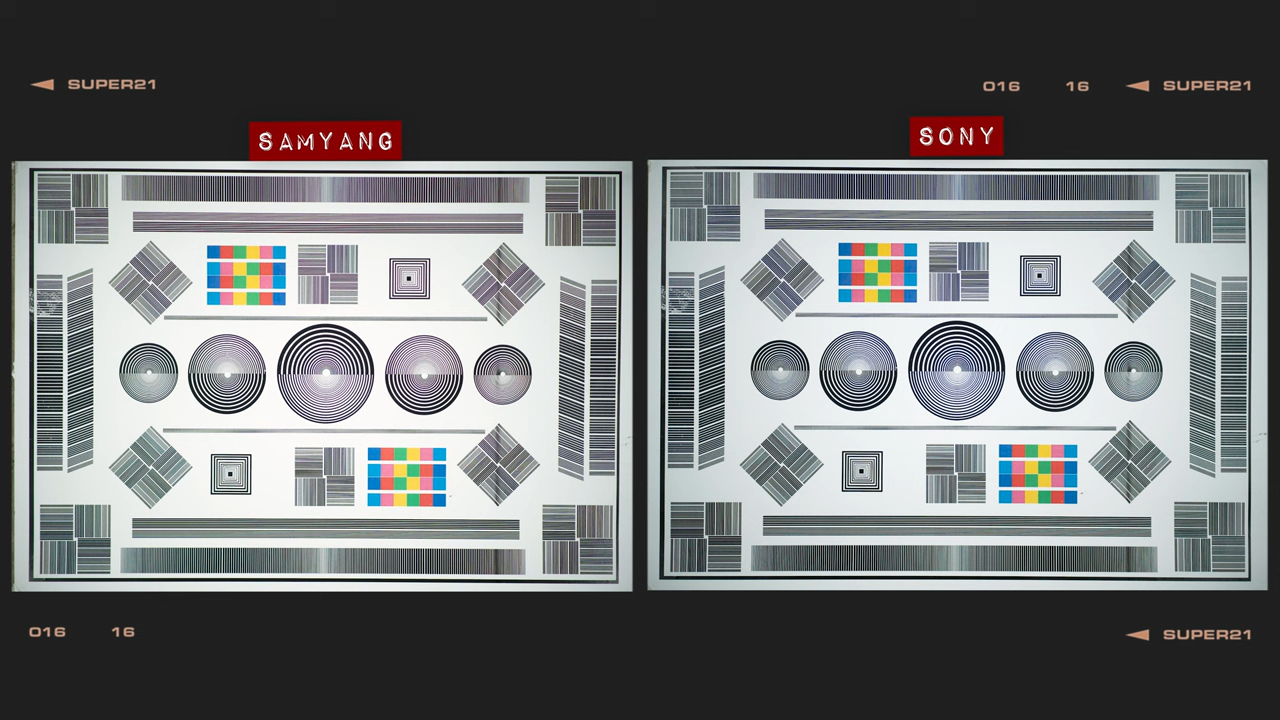 SUPER21
016 16 SUPER21
SAMYANG
SONY
016 16
SUPER21